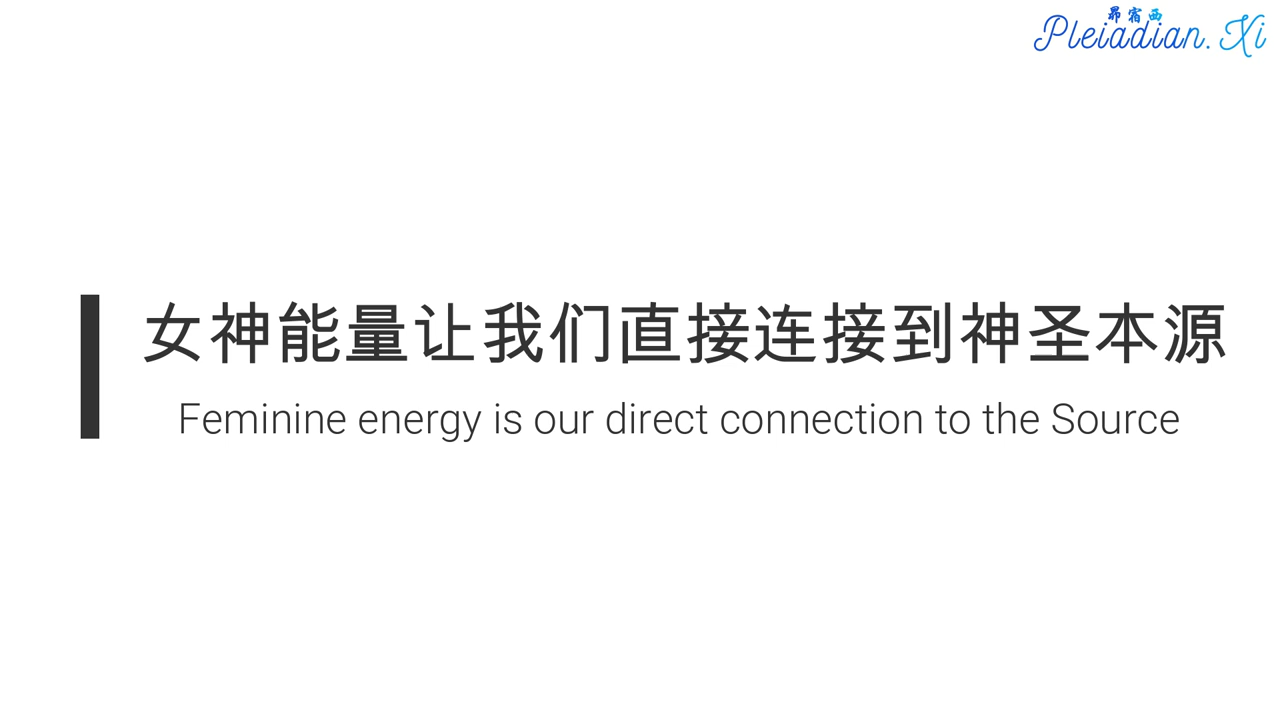 昴宿西
Pleiadian. Xi
女神能量让我们直接连接到神圣本源
Feminine energy is our direct connection to the Source